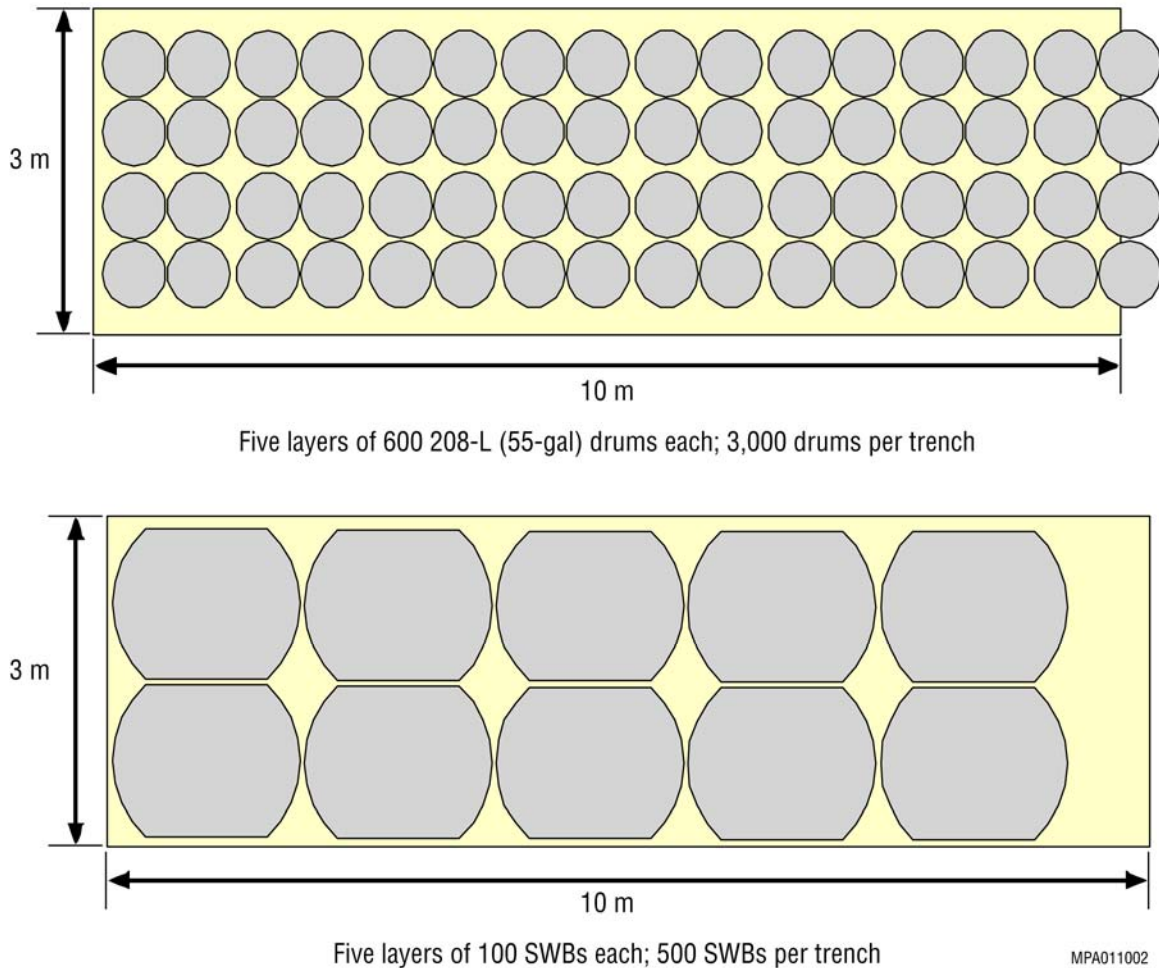 3 m
10 m
Five layers of 600 208-L (55-gal) drums each; 3,000 drums per trench
3 m
10 m
Five layers of 100 SWBs each; 500 SWBs per trench
MPA011002